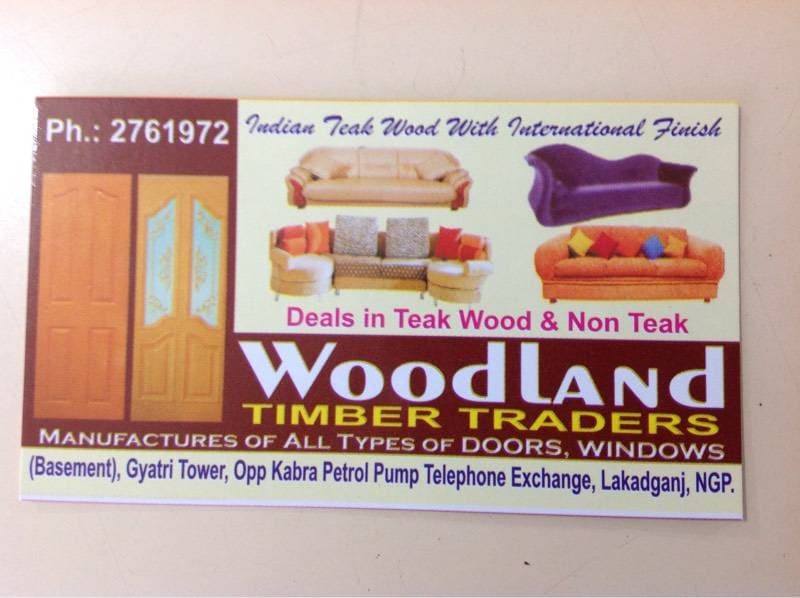 Ph.: 2761972
Indian Teak Wood With International Finish
Deals in Teak Wood & Non Teak
WoodLAnd
TIMBER TRADERS
MANUFACTURES OF ALL TYPES OF DOORS, WINDOWS
(Basement), Gyatri Tower, Opp Kabra Petrol Pump Telephone Exchange, Lakadganj, NGP.